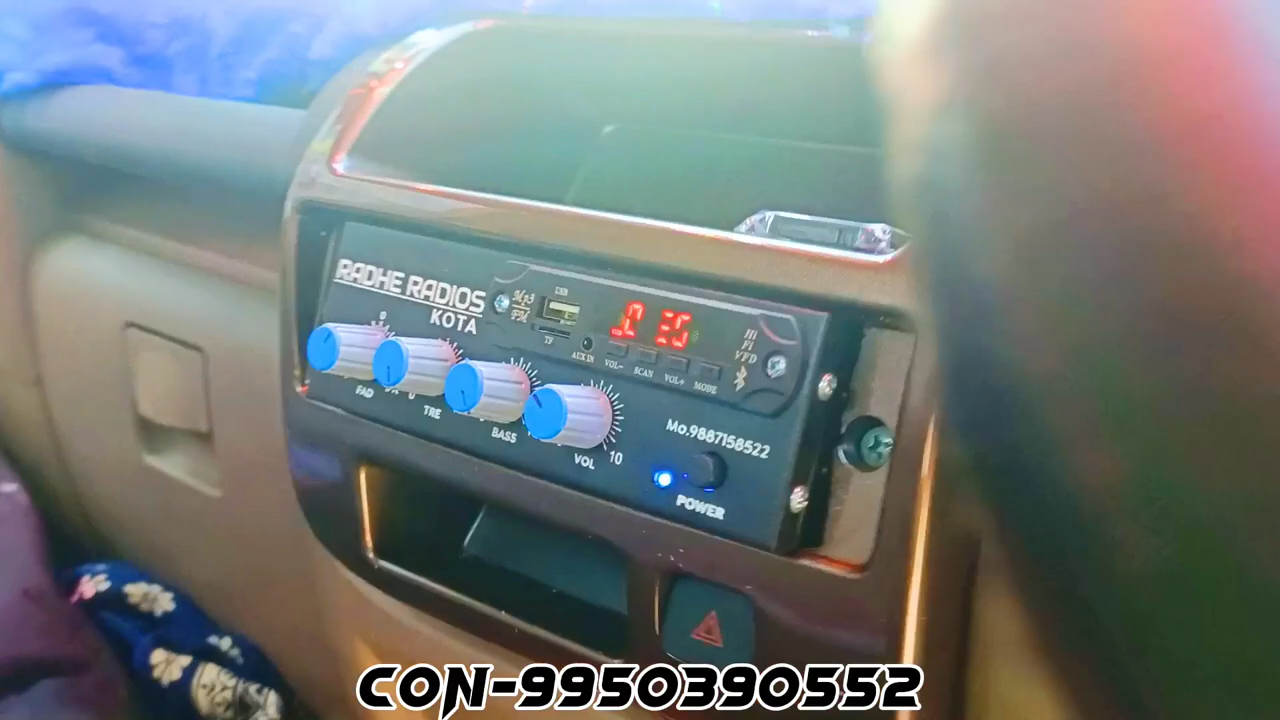 RADHE RADIOS
KOTA
Mp3
FM
USB
TF
AUX IN
VOL-
SCAN
VOL+
MODE
Hi
Fi
VFD
0
FAD
TRE
BASS
VOL
10
Mo.9887158522
POWER
CON-9950390552